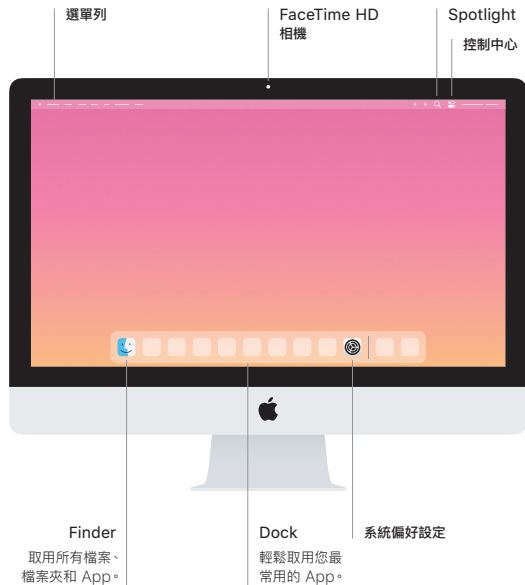 選單列
FaceTime HD
相機
Spotlight
控制中心
Finder
取用所有檔案、
檔案夾和 App。
Dock
輕鬆取用您最
常用的 App。
系統偏好設定